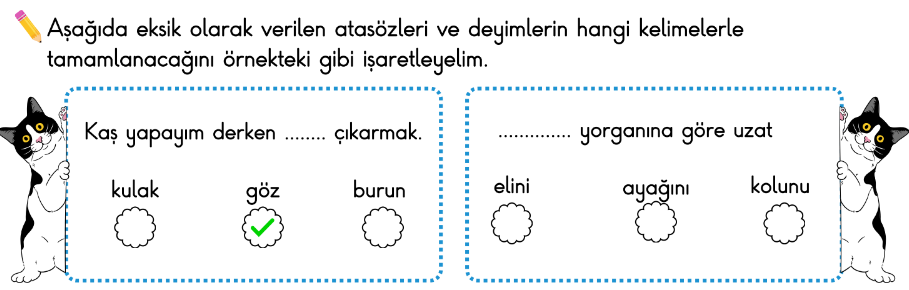 Aşağıda eksik olarak verilen atasözleri ve deyimlerin hangi kelimelerle
tamamlanacağını örnekteki gibi işaretleyelim.
Kaş yapayım derken ........ çıkarmak.
kulak göz burun
.............. yorganına göre uzat
elini ayağını kolunu